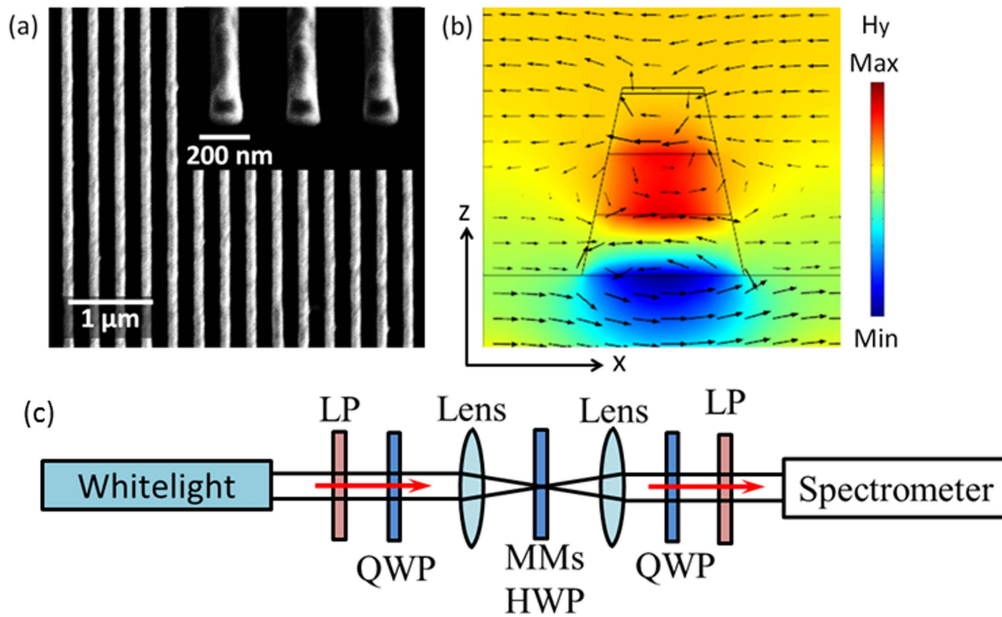 (a)
200 nm
1 μm
(b)
Hy
Max
Min
z
x
(c)
LP
QWP
Lens
MMs
HWP
Lens
QWP
LP
Whitelight
Spectrometer